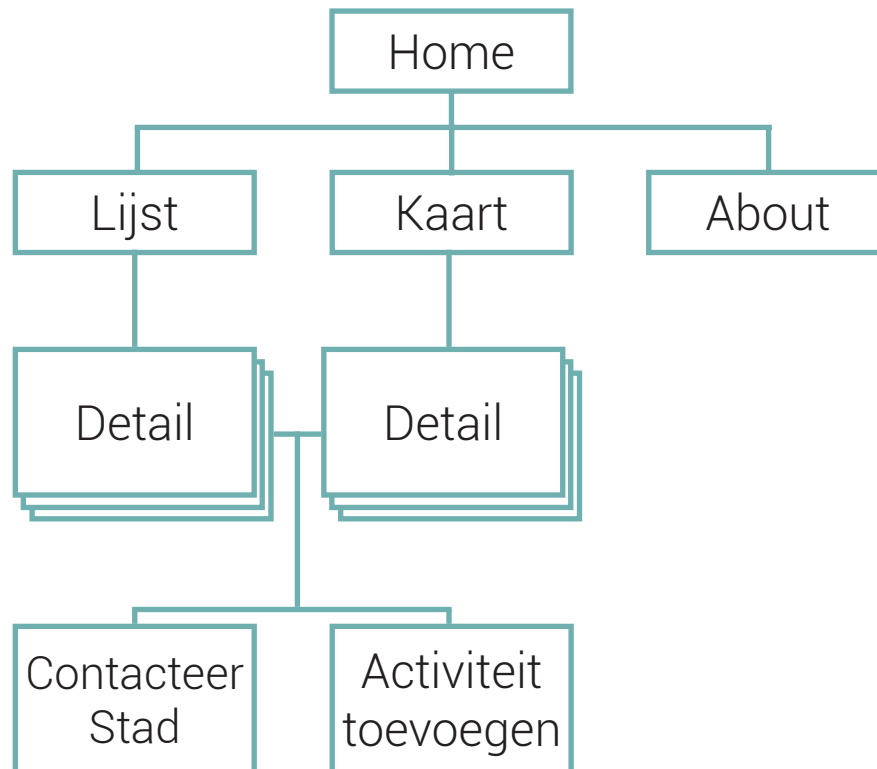 Home
Lijst
Kaart
About
Detail
Detail
Contacteer
Stad
Activiteit
toevoegen